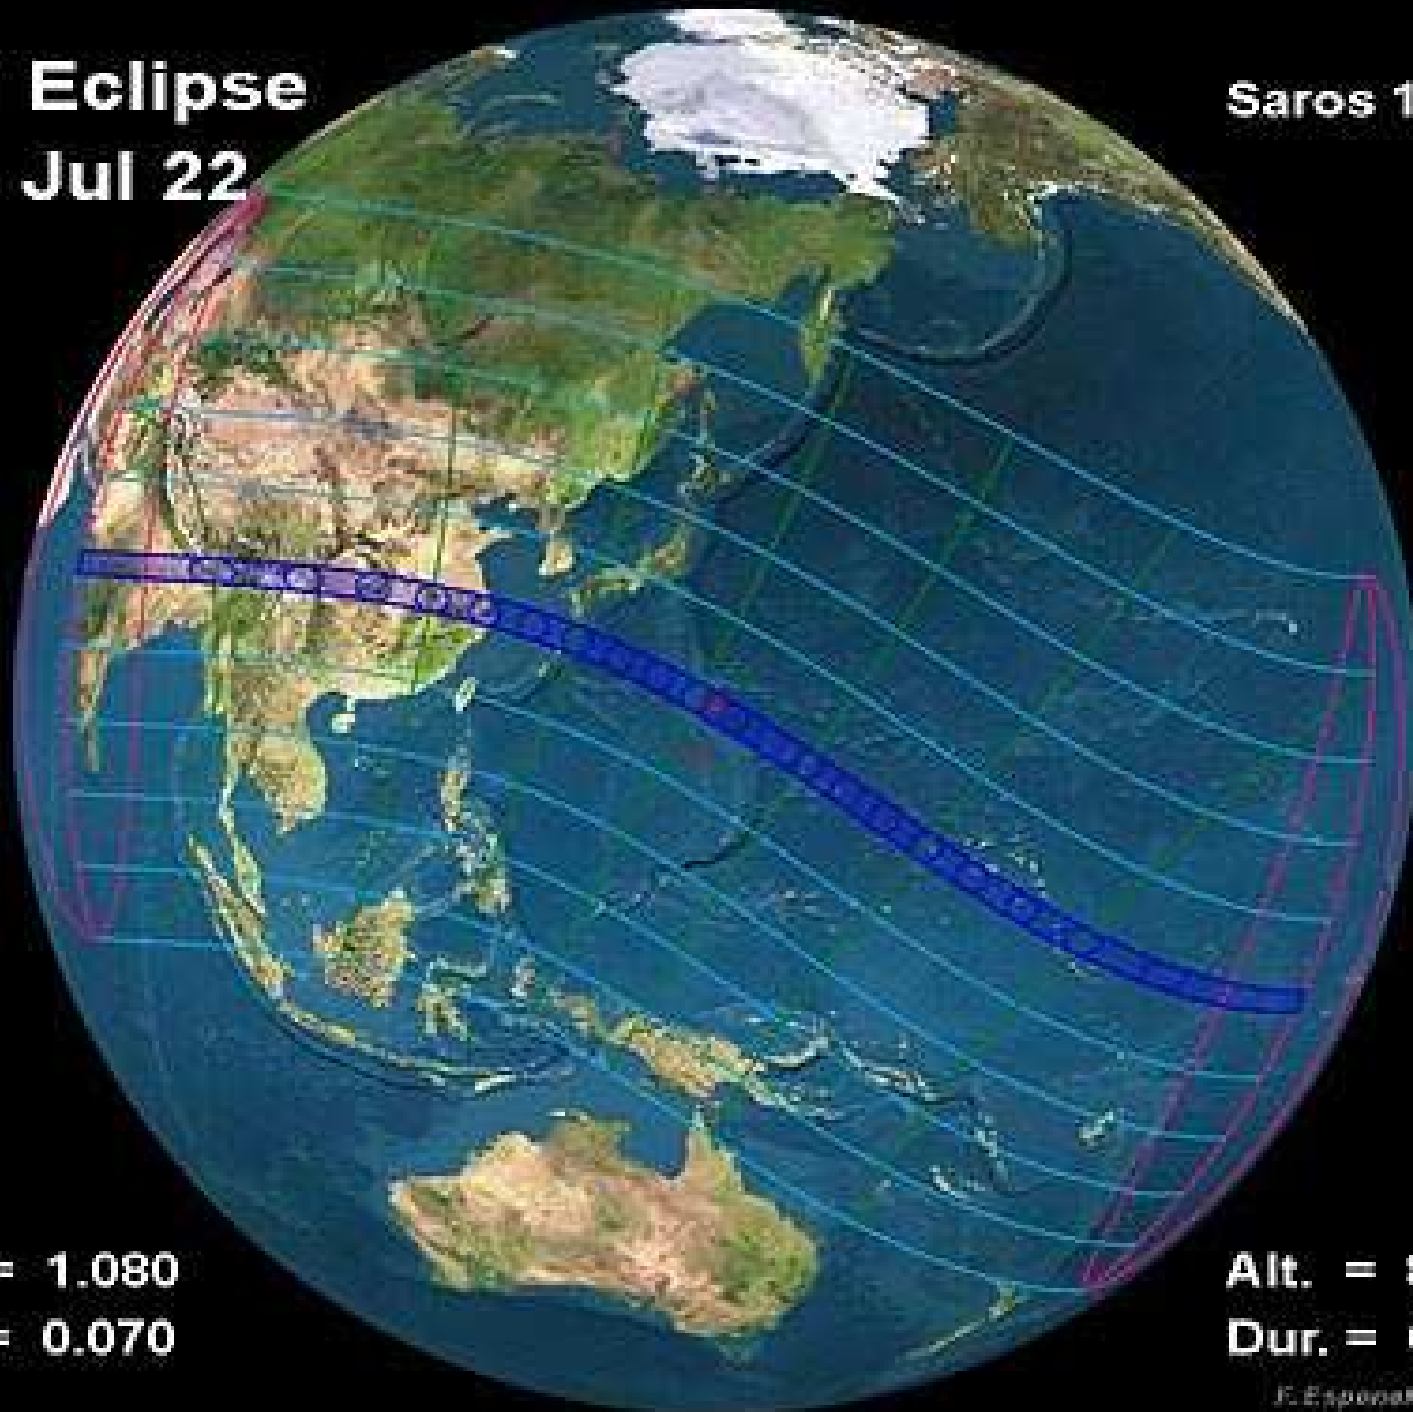 Eclipse
Jul 22
Saros 1
= 1.080
= 0.070
Alt. =
Dur. =